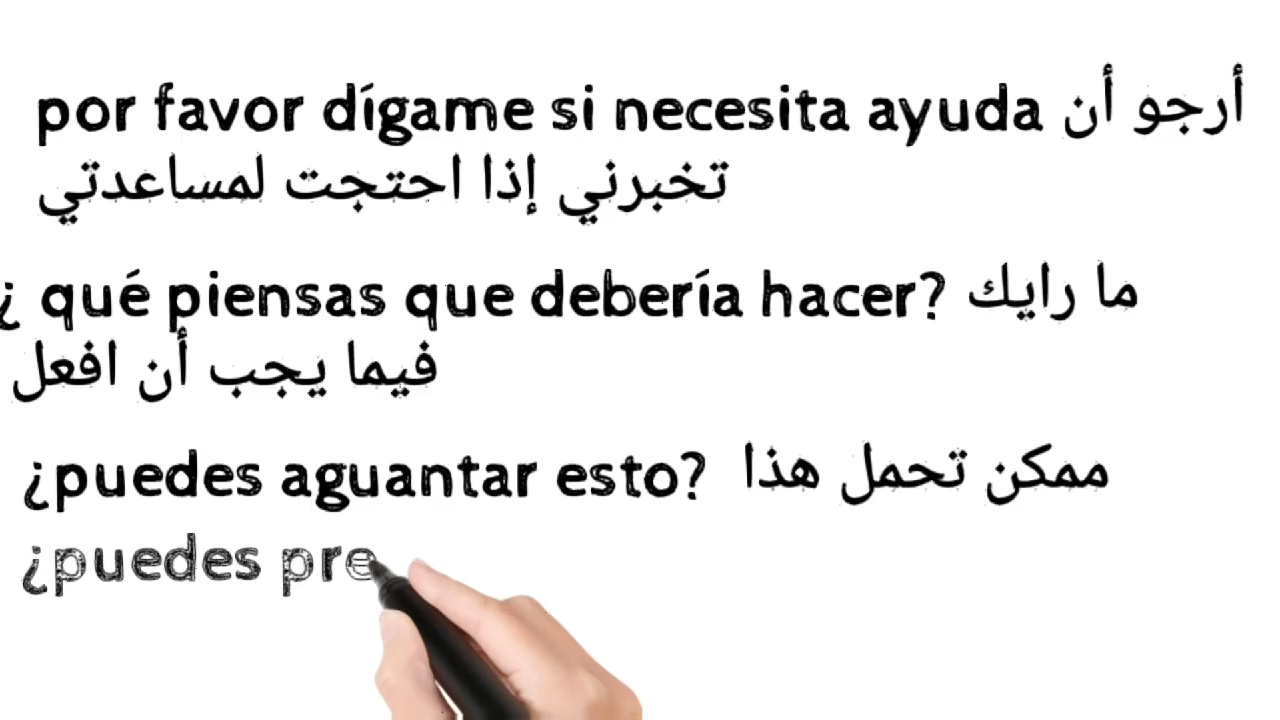 por favor dígame si necesita ayuda أرجو أن
تخبرني إذا احتجت لمساعدتي
¿ qué piensas que debería hacer? ما رايك
فيما يجب أن افعل
¿puedes aguantar esto? ممكن تحمل هذا
¿puedes pre